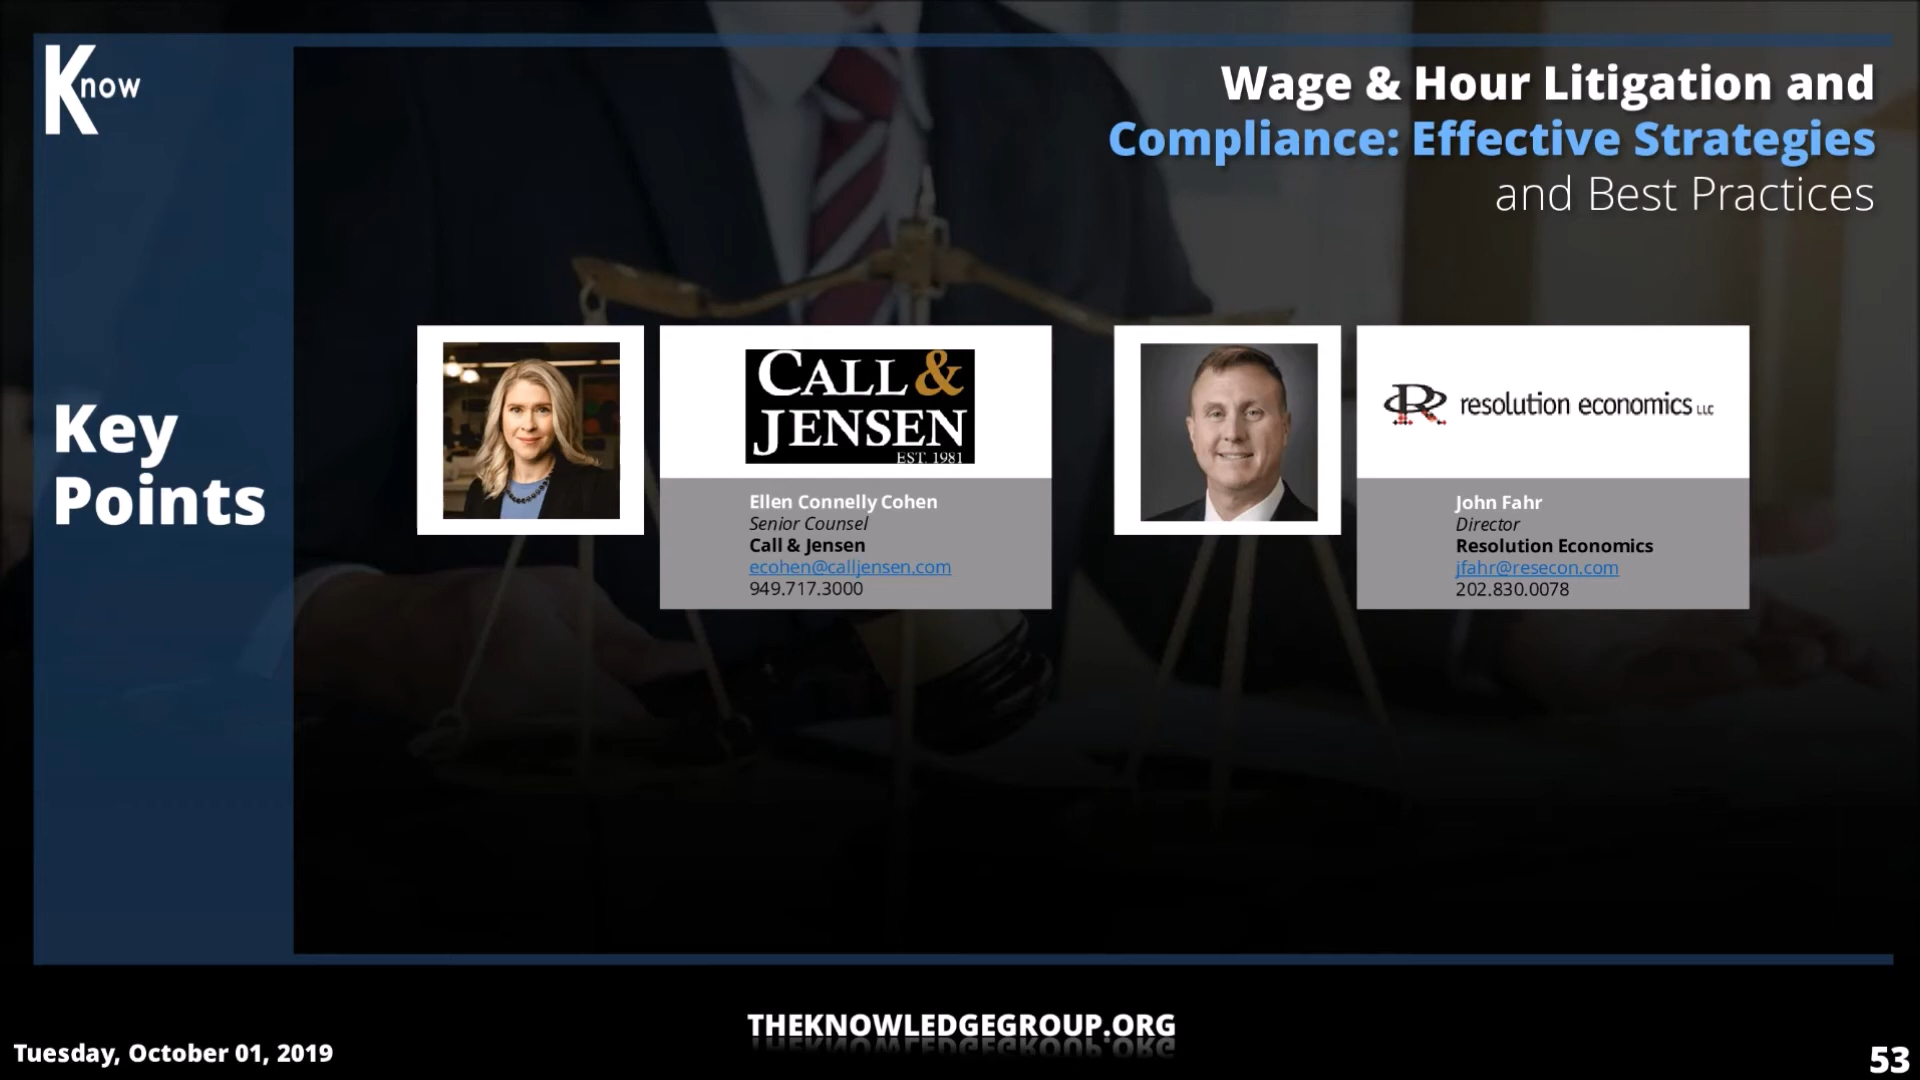 Know
Wage & Hour Litigation and
Compliance: Effective Strategies
and Best Practices
Key
Points
CALL &
JENSEN
EST. 1981
Ellen Connelly Cohen
Senior Counsel
Call & Jensen
ecohen@calljensen.com
949.717.3000
resolution economics LLC
John Fahr
Director
Resolution Economics
jfahr@resecon.com
202.830.0078
THEKNOWLEDGEGROUP.ORG
Tuesday, October 01, 2019
53